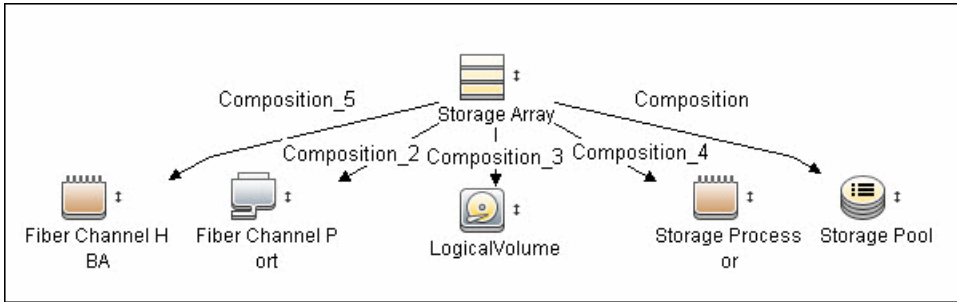 Storage Array
Composition_5
Composition
Composition_2
Composition_3
Composition_4
Fiber Channel H
BA
Fiber Channel P
ort
LogicalVolume
Storage Process
or
Storage Pool